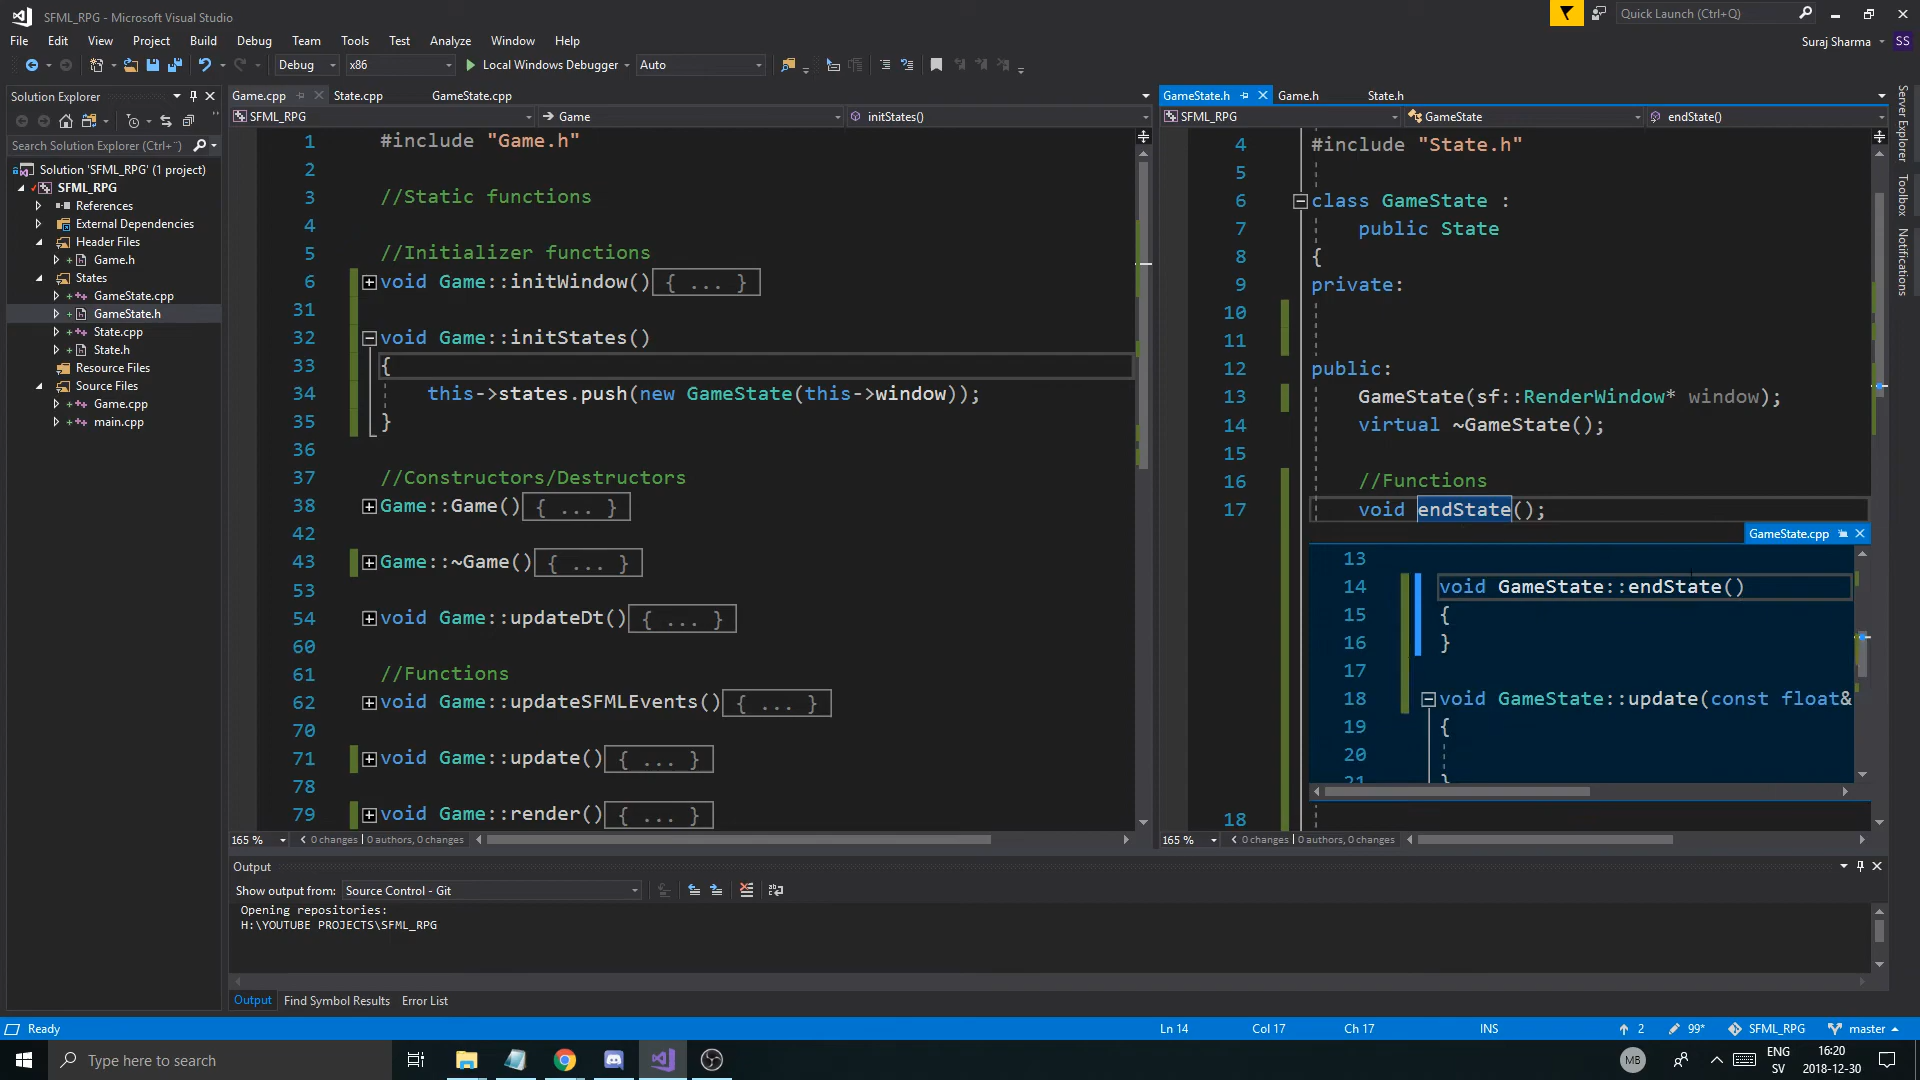 SFML_RPG - Microsoft Visual Studio
Quick Launch (Ctrl+Q)
File Edit View Project Build Debug Team Tools Test Analyze Window Help
Suraj Sharma SS
Debug x86 Local Windows Debugger Auto
Solution Explorer
Search Solution Explorer (Ctrl+¨)
Solution 'SFML_RPG' (1 project)
SFML_RPG
References
External Dependencies
Header Files
Game.h
States
GameState.cpp
GameState.h
State.cpp
State.h
Resource Files
Source Files
Game.cpp
main.cpp
Game.cpp State.cpp GameState.cpp
SFML_RPG Game initStates()
1 #include "Game.h"
2
3 //Static functions
4
5 //Initializer functions
6 void Game::initWindow(){ ... }
31
32 void Game::initStates()
33 {
34 this->states.push(new GameState(this->window));
35 }
36
37 //Constructors/Destructors
38 Game::Game(){ ... }
42
43 Game::~Game(){ ... }
53
54 void Game::updateDt(){ ... }
60
61 //Functions
62 void Game::updateSFMLEvents(){ ... }
70
71 void Game::update(){ ... }
78
79 void Game::render(){ ... }
165 % 0 changes | 0 authors, 0 changes
GameState.h Game.h State.h
SFML_RPG GameState endState()
4 #include "State.h"
5
6 class GameState :
7 public State
8 {
9 private:
10
11
12 public:
13 GameState(sf::RenderWindow* window);
14 virtual ~GameState();
15
16 //Functions
17 void endState();
GameState.cpp
13
14 void GameState::endState()
15 {
16 }
17
18 void GameState::update(const float&
19 {
20
21 }
18
165 % 0 changes | 0 authors, 0 changes
Server Explorer
Toolbox
Notifications
Output
Show output from: Source Control - Git
Opening repositories:
H:\YOUTUBE PROJECTS\SFML_RPG
Output Find Symbol Results Error List
Ready Ln 14 Col 17 Ch 17 INS 2 99* SFML_RPG master
Type here to search
MB
ENG
SV
16:20
2018-12-30